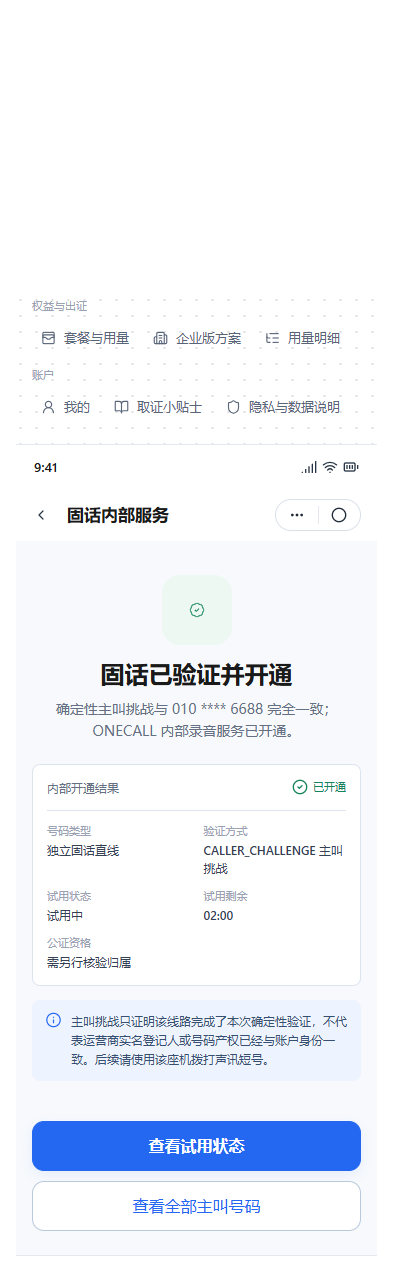 权益与出证
套餐与用量 企业版方案 用量明细
账户
我的 取证小贴士 隐私与数据说明
9:41
固话内部服务
固话已验证并开通
确定性主叫挑战与 010 **** 6688 完全一致；
ONECALL 内部录音服务已开通。
内部开通结果 已开通
号码类型 验证方式
独立固话直线 CALLER_CHALLENGE 主叫
挑战
试用状态 试用剩余
试用中 02:00
公证资格
需另行核验归属
主叫挑战只证明该线路完成了本次确定性验证，不代
表运营商实名登记人或号码产权已经与账户身份一
致。后续请使用该座机拨打声讯短号。
查看试用状态
查看全部主叫号码